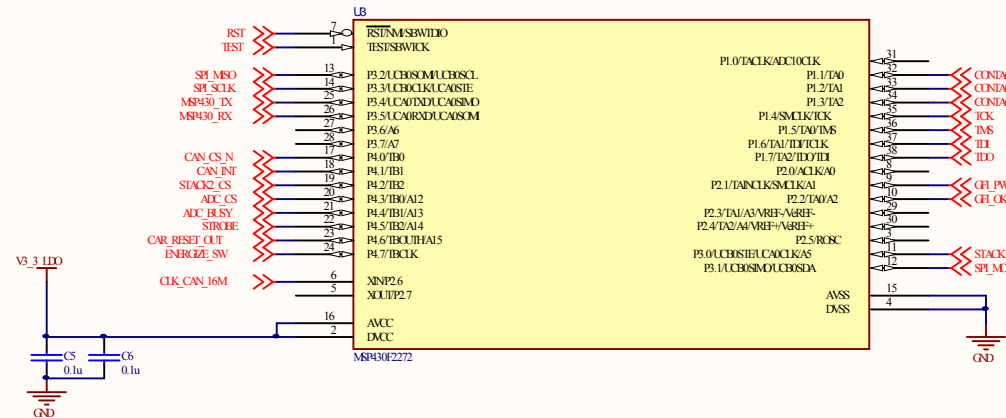 U3
RST 7 RST/NMI/SBWTDIO
TEST 1 TEST/SBWTCK
31 P1.0/TACLK/ADC10CLK
SPI_MISO 13 P3.2/UCB0SOMI/UCB0SCL
32 P1.1/TA0
SPI_SCLK 14 P3.3/UCB0CLK/UCA0STE
33 P1.2/TA1
MSP430_TX 25 P3.4/UCA0TXD/UCA0SIMO
34 P1.3/TA2
MSP430_RX 26 P3.5/UCA0RXD/UCA0SOMI
35 P1.4/SMCLK/TCK TCK
27 P3.6/A6
36 P1.5/TA0/TMS TMS
28 P3.7/A7
37 P1.6/TA1/TDI/TCLK TDI
CAN_CS_N 17 P4.0/TB0
38 P1.7/TA2/TDO/TDI TDO
CAN_INT 18 P4.1/TB1
8 P2.0/ACLK/A0
STACK2_CS 19 P4.2/TB2
9 P2.1/TAINCLK/SMCLK/A1 GFI_PW
ADC_CS 20 P4.3/TB0/A12
10 P2.2/TA0/A2 GFI_OK
ADC_BUSY 21 P4.4/TB1/A13
29 P2.3/TA1/A3/VREF-/VeREF-
STROBE 22 P4.5/TB2/A14
30 P2.4/TA2/A4/VREF+/VeREF+
CAR_RESET_OUT 23 P4.6/TBOUTH/A15
3 P2.5/ROSC
ENERGIZE_SW 24 P4.7/TBCLK
11 P3.0/UCB0STE/UCA0CLK/A5 STACK
12 P3.1/UCB0SIMO/UCB0SDA SPI_MO
V3_3_LDO
CLK_CAN_16M 6 XIN/P2.6
5 XOUT/P2.7
15 AVSS
4 DVSS
16 AVCC
2 DVCC
MSP430F2272
C5
0.1u
C6
0.1u
GND
GND